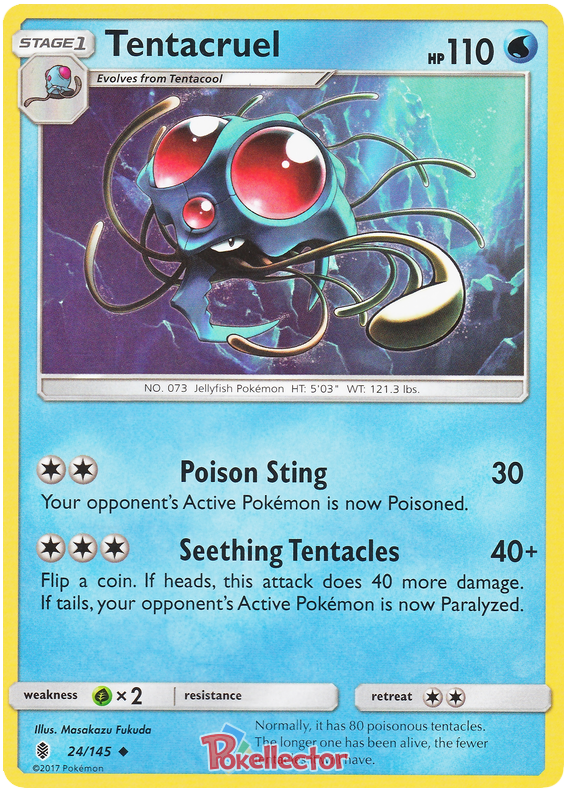 STAGE 1
Tentacruel
HP 110
Evolves from Tentacool
NO. 073 Jellyfish Pokémon HT: 5'03" WT: 121.3 lbs.
Poison Sting 30
Your opponent's Active Pokémon is now Poisoned.
Seething Tentacles 40+
Flip a coin. If heads, this attack does 40 more damage.
If tails, your opponent's Active Pokémon is now Paralyzed.
weakness ×2 resistance retreat
Illus. Masakazu Fukuda
24/145
©2017 Pokémon
Normally, it has 80 poisonous tentacles.
The longer one has been alive, the fewer
have.
Pokellector